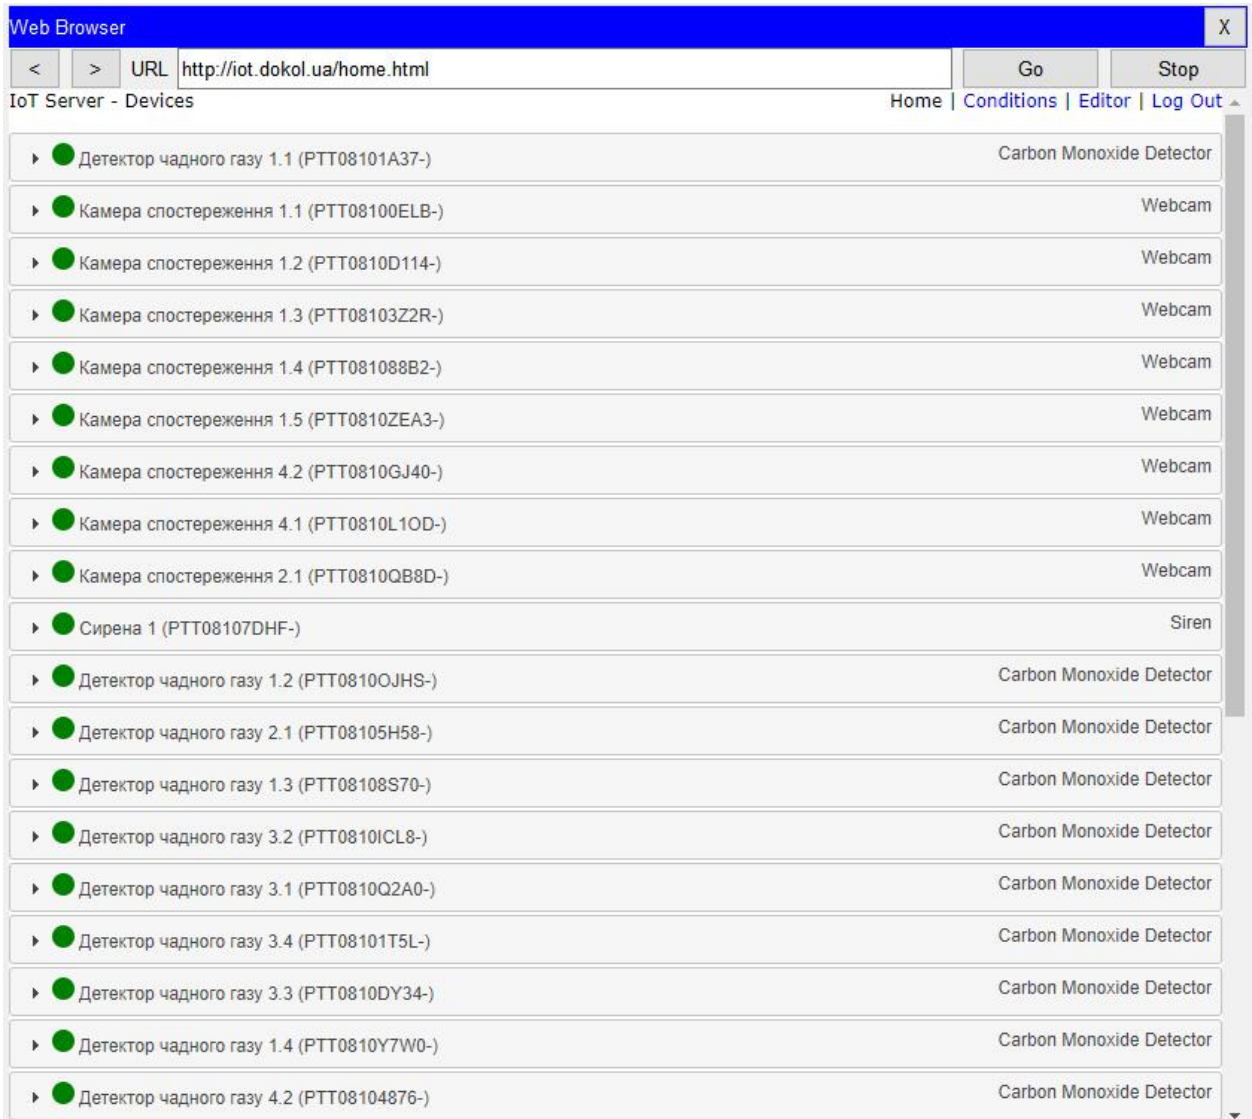 Web Browser X
< > URL http://iot.dokol.ua/home.html Go Stop
IoT Server - Devices Home | Conditions | Editor | Log Out
Детектор чадного газу 1.1 (PTT08101A37-) Carbon Monoxide Detector
Камера спостереження 1.1 (PTT08100ELB-) Webcam
Камера спостереження 1.2 (PTT0810D114-) Webcam
Камера спостереження 1.3 (PTT08103Z2R-) Webcam
Камера спостереження 1.4 (PTT081088B2-) Webcam
Камера спостереження 1.5 (PTT0810ZEA3-) Webcam
Камера спостереження 4.2 (PTT0810GJ40-) Webcam
Камера спостереження 4.1 (PTT0810L1OD-) Webcam
Камера спостереження 2.1 (PTT0810QB8D-) Webcam
Сирена 1 (PTT08107DHF-) Siren
Детектор чадного газу 1.2 (PTT0810OJHS-) Carbon Monoxide Detector
Детектор чадного газу 2.1 (PTT08105H58-) Carbon Monoxide Detector
Детектор чадного газу 1.3 (PTT08108S70-) Carbon Monoxide Detector
Детектор чадного газу 3.2 (PTT0810ICL8-) Carbon Monoxide Detector
Детектор чадного газу 3.1 (PTT0810Q2A0-) Carbon Monoxide Detector
Детектор чадного газу 3.4 (PTT08101T5L-) Carbon Monoxide Detector
Детектор чадного газу 3.3 (PTT0810DY34-) Carbon Monoxide Detector
Детектор чадного газу 1.4 (PTT0810Y7W0-) Carbon Monoxide Detector
Детектор чадного газу 4.2 (PTT08104876-) Carbon Monoxide Detector